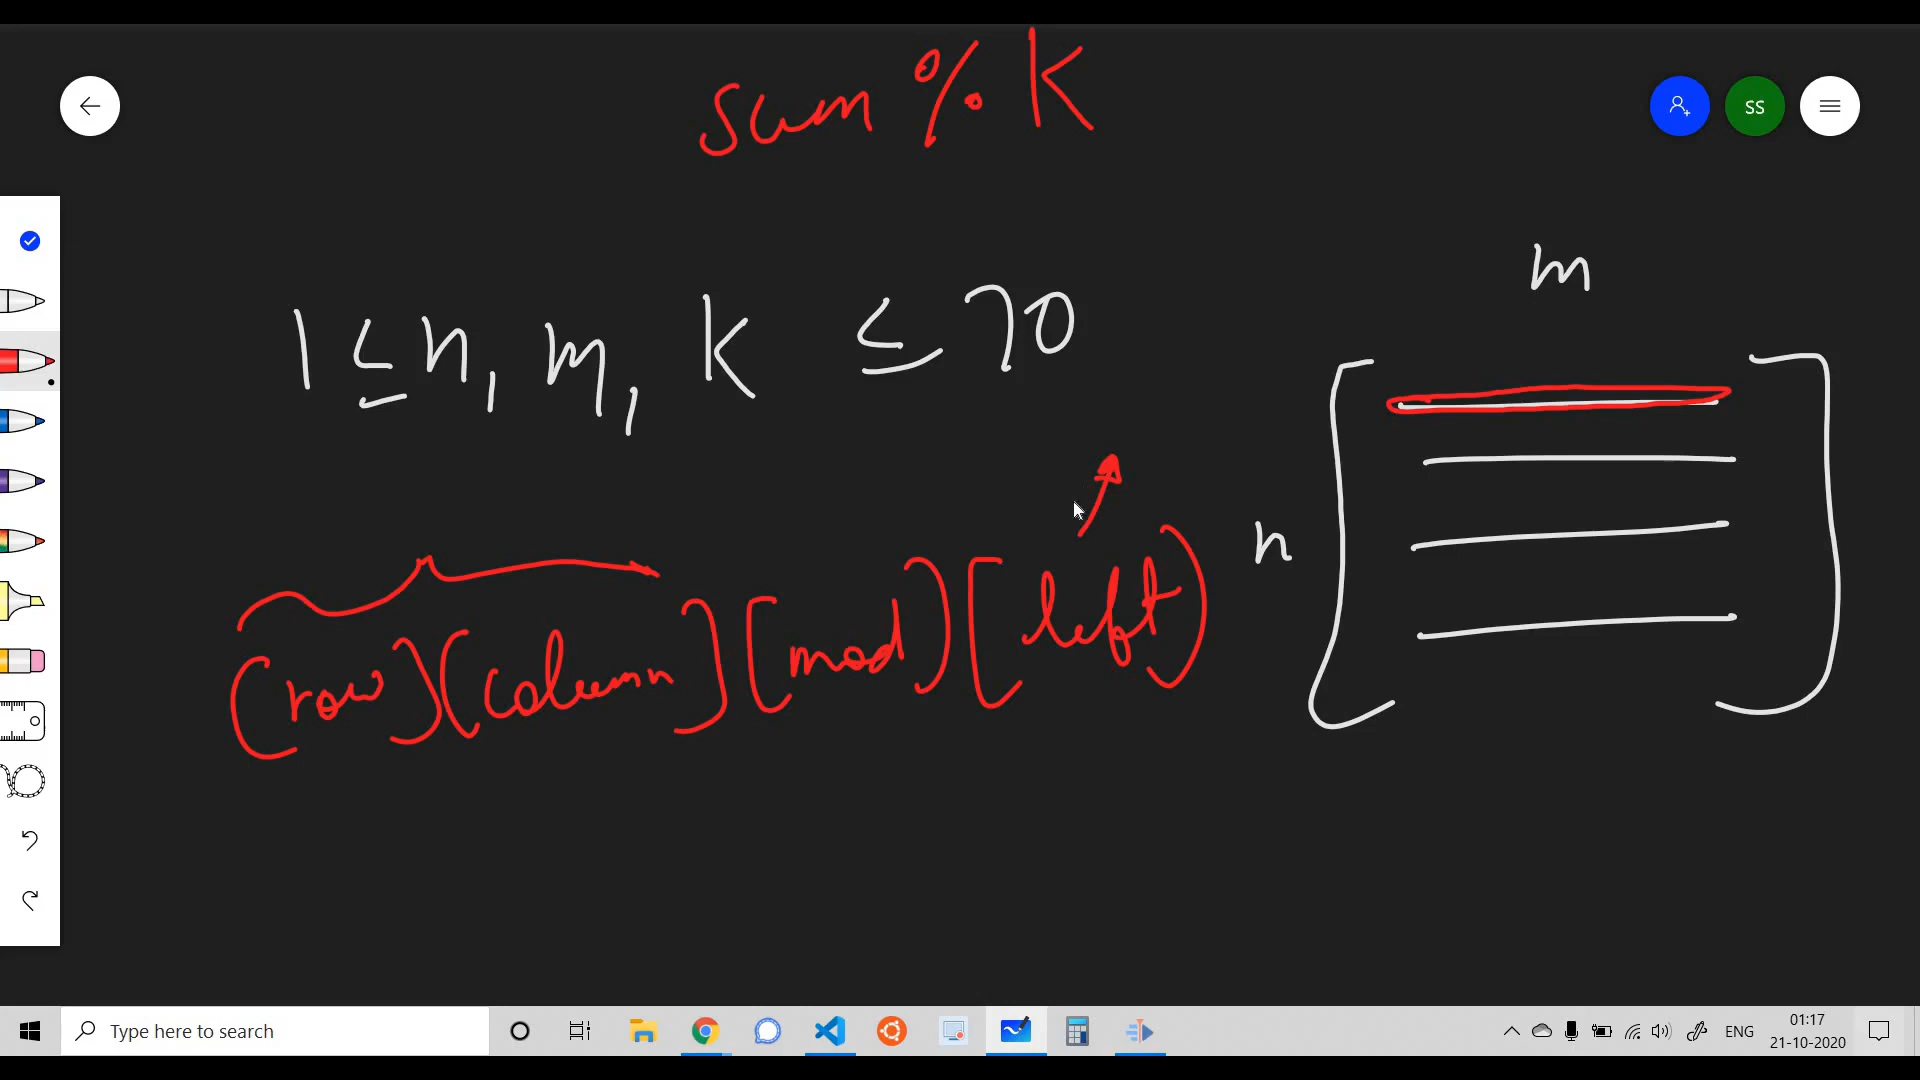 sum % K
SS
m
1 ≤ n, m, k ≤ 70
n
[row][column][mod][left]
Type here to search
ENG
01:17
21-10-2020